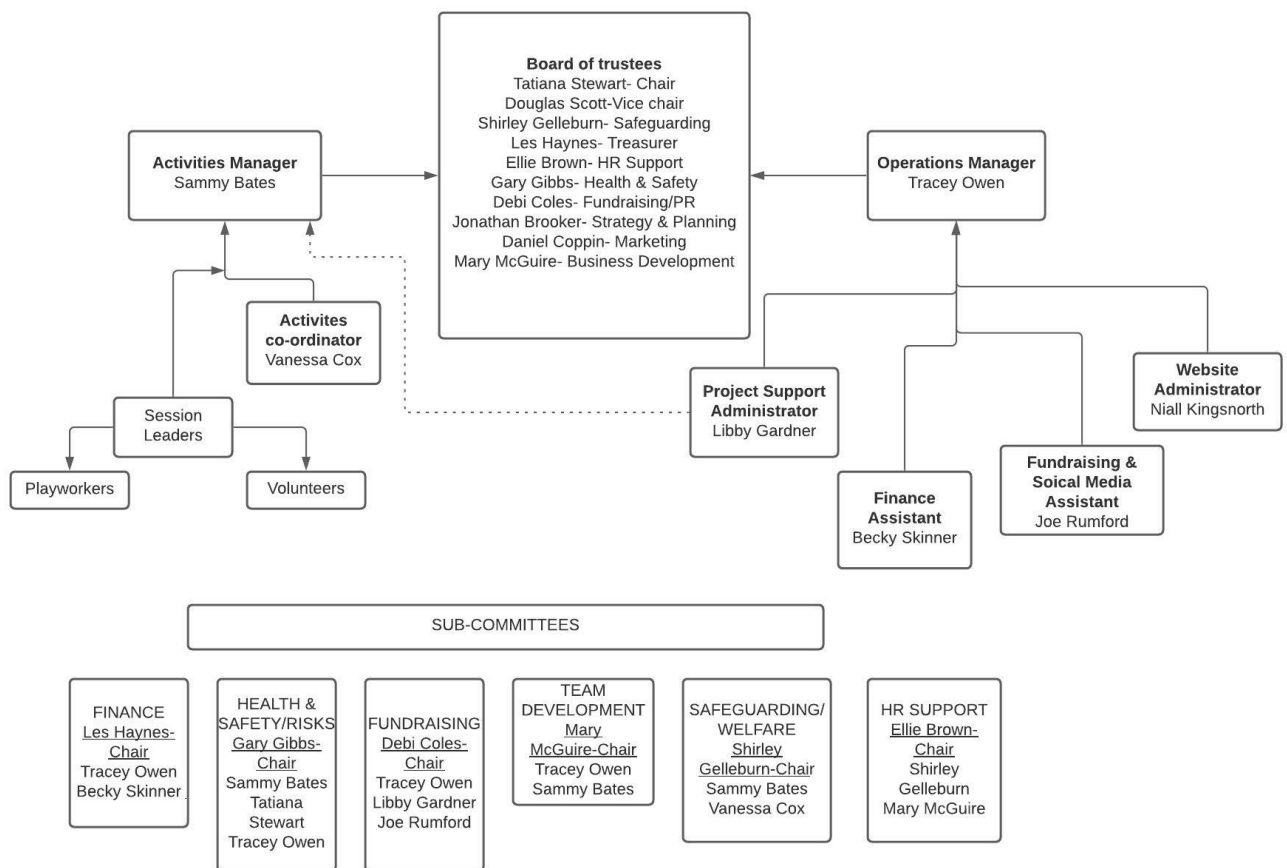 Board of trustees
Tatiana Stewart- Chair
Douglas Scott-Vice chair
Shirley Gelleburn- Safeguarding
Les Haynes- Treasurer
Ellie Brown- HR Support
Gary Gibbs- Health & Safety
Debi Coles- Fundraising/PR
Jonathan Brooker- Strategy & Planning
Daniel Coppin- Marketing
Mary McGuire- Business Development
Activities Manager
Sammy Bates
Operations Manager
Tracey Owen
Activites
co-ordinator
Vanessa Cox
Session
Leaders
Playworkers
Volunteers
Project Support
Administrator
Libby Gardner
Website
Administrator
Niall Kingsnorth
Finance
Assistant
Becky Skinner
Fundraising &
Soical Media
Assistant
Joe Rumford
SUB-COMMITTEES
FINANCE
Les Haynes-
Chair
Tracey Owen
Becky Skinner
HEALTH &
SAFETY/RISKS
Gary Gibbs-
Chair
Sammy Bates
Tatiana
Stewart
Tracey Owen
FUNDRAISING
Debi Coles-
Chair
Tracey Owen
Libby Gardner
Joe Rumford
TEAM
DEVELOPMENT
Mary
McGuire-Chair
Tracey Owen
Sammy Bates
SAFEGUARDING/
WELFARE
Shirley
Gelleburn-Chair
Sammy Bates
Vanessa Cox
HR SUPPORT
Ellie Brown-
Chair
Shirley
Gelleburn
Mary McGuire